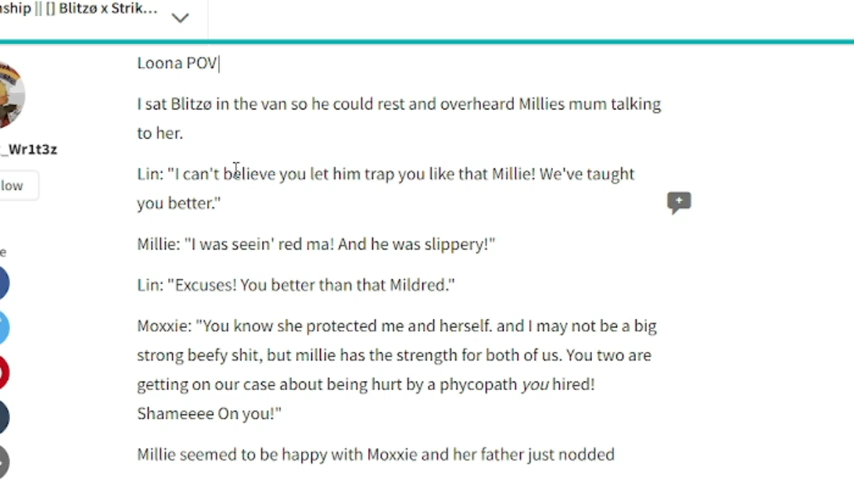 nship || [] Blitzø x Strik...
Loona POV
I sat Blitzø in the van so he could rest and overheard Millies mum talking
to her.
_Wr1t3z
Lin: "I can't believe you let him trap you like that Millie! We've taught
low
you better."
Millie: "I was seein' red ma! And he was slippery!"
e
Lin: "Excuses! You better than that Mildred."
Moxxie: "You know she protected me and herself. and I may not be a big
strong beefy shit, but millie has the strength for both of us. You two are
getting on our case about being hurt by a phycopath you hired!
Shameeee On you!"
Millie seemed to be happy with Moxxie and her father just nodded